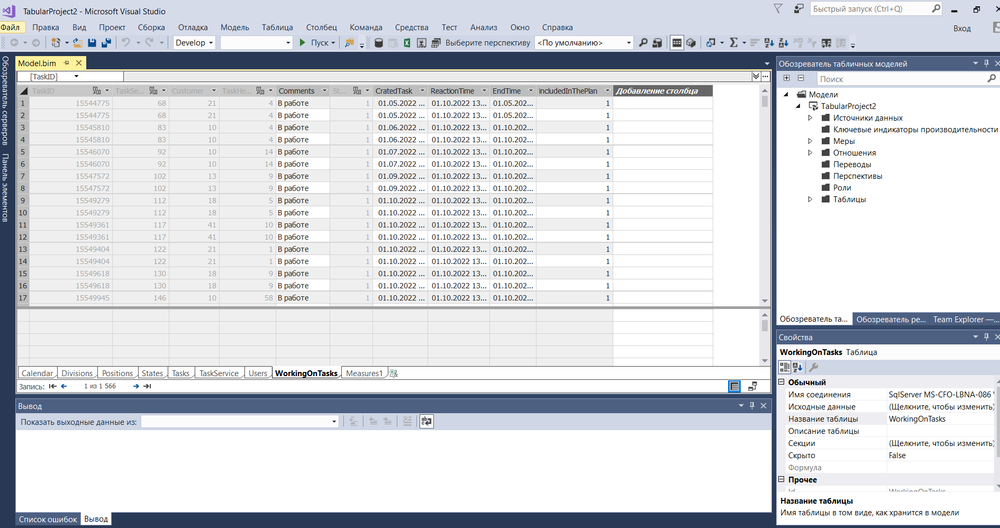 TabularProject2 - Microsoft Visual Studio
Быстрый запуск (Ctrl+Q)
Файл Правка Вид Проект Сборка Отладка Модель Таблица Столбец Команда Средства Тест Анализ Окно Справка
Вход
Develop Пуск Выберите перспективу <По умолчанию>
Обозреватель серверов
Панель элементов
Model.bim
[TaskID]
TaskID TaskSe... Customer TaskHe... Comments St... CratedTask ReactionTime EndTime includedInThePlan Добавление столбца
1 15544775 68 21 4 В работе 1 01.05.2022 ... 01.10.2022 13... 01.05.202... 1
2 15544775 68 21 4 В работе 1 01.05.2022 ... 01.10.2022 13... 01.05.202... 1
3 15545810 83 10 4 В работе 1 01.06.2022 ... 01.10.2022 13... 01.10.202... 1
4 15545810 83 10 4 В работе 1 01.06.2022 ... 01.10.2022 13... 01.10.202... 1
5 15546070 92 10 14 В работе 1 01.07.2022 ... 01.10.2022 13... 01.10.202... 1
6 15546070 92 10 14 В работе 1 01.07.2022 ... 01.10.2022 13... 01.10.202... 1
7 15547572 102 13 9 В работе 1 01.09.2022 ... 01.10.2022 13... 01.10.202... 1
8 15547572 102 13 9 В работе 1 01.09.2022 ... 01.10.2022 13... 01.10.202... 1
9 15549279 112 18 5 В работе 1 01.10.2022 ... 01.10.2022 13... 01.10.202... 1
10 15549279 112 18 5 В работе 1 01.10.2022 ... 01.10.2022 13... 01.10.202... 1
11 15549361 117 41 10 В работе 1 01.10.2022 ... 01.10.2022 13... 01.10.202... 1
12 15549361 117 41 10 В работе 1 01.10.2022 ... 01.10.2022 13... 01.10.202... 1
13 15549404 122 21 1 В работе 1 01.10.2022 ... 01.10.2022 13... 01.10.202... 1
14 15549404 122 21 1 В работе 1 01.10.2022 ... 01.10.2022 13... 01.10.202... 1
15 15549618 130 18 9 В работе 1 01.10.2022 ... 01.10.2022 13... 01.10.202... 1
16 15549618 130 18 9 В работе 1 01.10.2022 ... 01.10.2022 13... 01.10.202... 1
17 15549945 146 10 58 В работе 1 01.10.2022 ... 01.10.2022 13... 01.10.202... 1
Calendar Divisions Positions States Tasks TaskService Users WorkingOnTasks Measures1
Запись: 1 из 1 566
Вывод
Показать выходные данные из:
Список ошибок Вывод
Обозреватель табличных моделей
Поиск
Модели
TabularProject2
Источники данных
Ключевые индикаторы производительности
Меры
Отношения
Переводы
Перспективы
Роли
Таблицы
Обозреватель та... Обозреватель ре... Team Explorer —...
Свойства
WorkingOnTasks Таблица
Обычный
Имя соединения SqlServer MS-CFO-LBNA-086
Исходные данные (Щелкните, чтобы изменить)
Название таблицы WorkingOnTasks
Описание таблицы
Секции (Щелкните, чтобы изменить)
Скрыто False
Формула
Прочее
Id WorkingOnTasks
Название таблицы
Имя таблицы в том виде, как хранится в модели